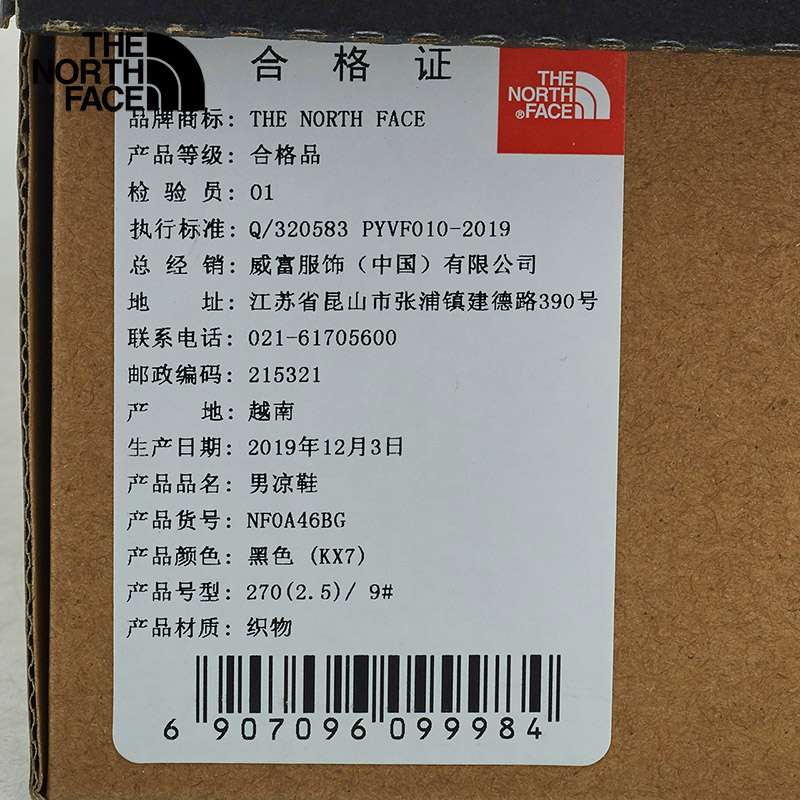 THE
NORTH
FACE
合格证
THE
NORTH
®FACE
品牌商标: THE NORTH FACE
产品等级: 合格品
检 验 员: 01
执行标准: Q/320583 PYVF010-2019
总 经 销: 威富服饰（中国）有限公司
地 址: 江苏省昆山市张浦镇建德路390号
联系电话: 021-61705600
邮政编码: 215321
产 地: 越南
生产日期: 2019年12月3日
产品品名: 男凉鞋
产品货号: NF0A46BG
产品颜色: 黑色 (KX7)
产品号型: 270(2.5)/ 9#
产品材质: 织物
6 907096 099984